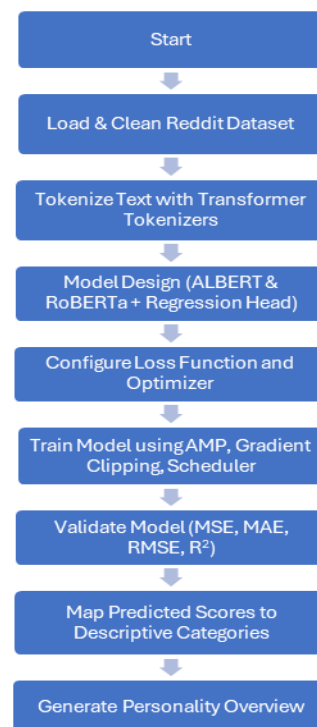 Start
Load & Clean Reddit Dataset
Tokenize Text with Transformer
Tokenizers
Model Design (ALBERT &
RoBERTa + Regression Head)
Configure Loss Function and
Optimizer
Train Model using AMP, Gradient
Clipping, Scheduler
Validate Model (MSE, MAE,
RMSE, R²)
Map Predicted Scores to
Descriptive Categories
Generate Personality Overview